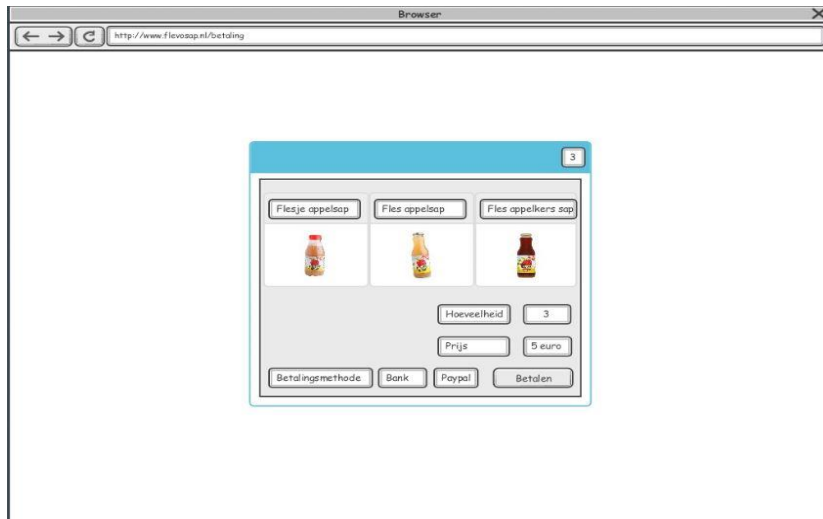 Browser
http://www.flevosap.nl/betaling
3
Flesje appelsap
Fles appelsap
Fles appelkers sap
Hoeveelheid
3
Prijs
5 euro
Betalingsmethode
Bank
Paypal
Betalen